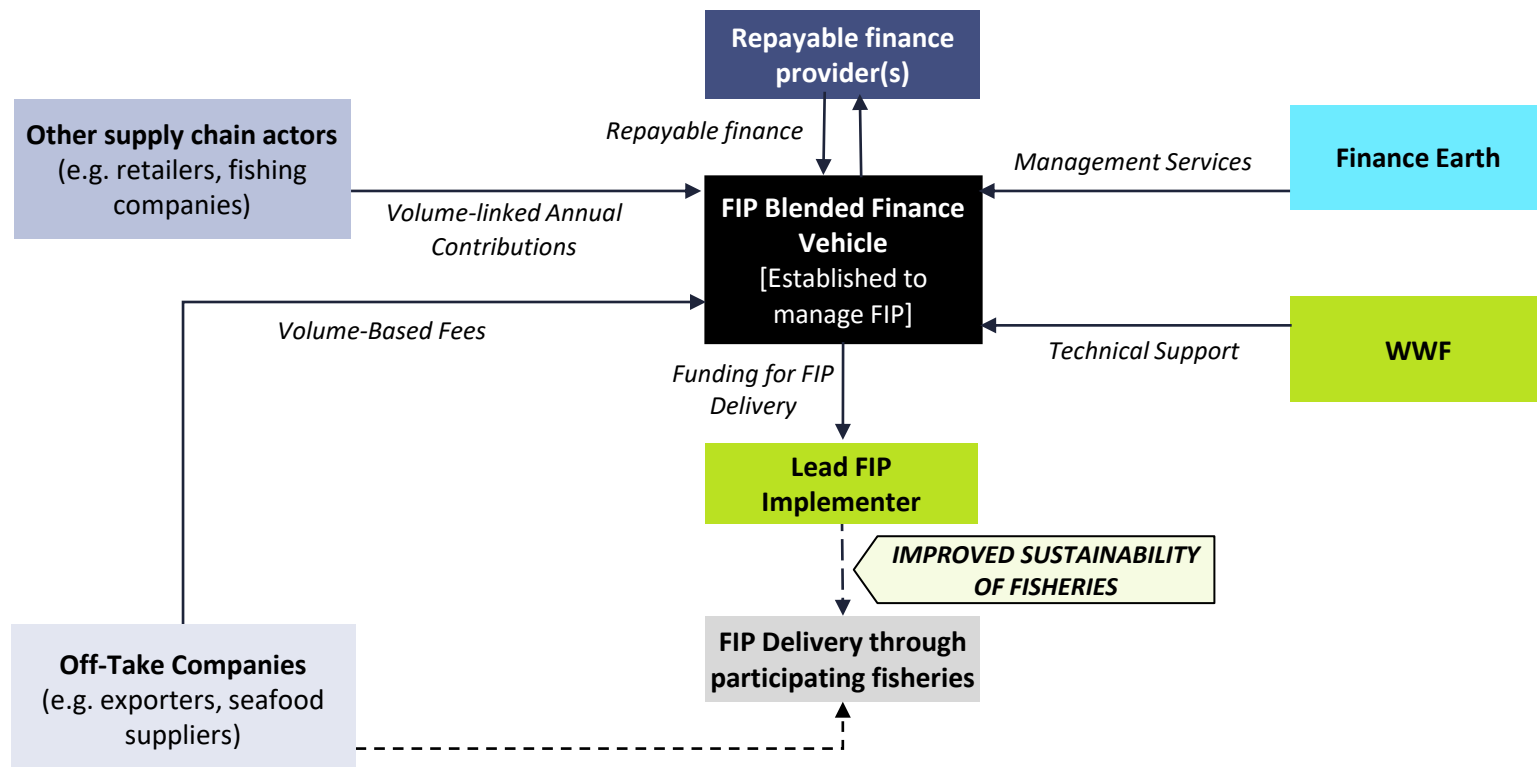 Repayable finance
provider(s)
Other supply chain actors
(e.g. retailers, fishing
companies)
Repayable finance
Finance Earth
Management Services
Volume-linked Annual
Contributions
FIP Blended Finance
Vehicle
[Established to
manage FIP]
Volume-Based Fees
Technical Support
WWF
Funding for FIP
Delivery
Lead FIP
Implementer
IMPROVED SUSTAINABILITY
OF FISHERIES
FIP Delivery through
participating fisheries
Off-Take Companies
(e.g. exporters, seafood
suppliers)